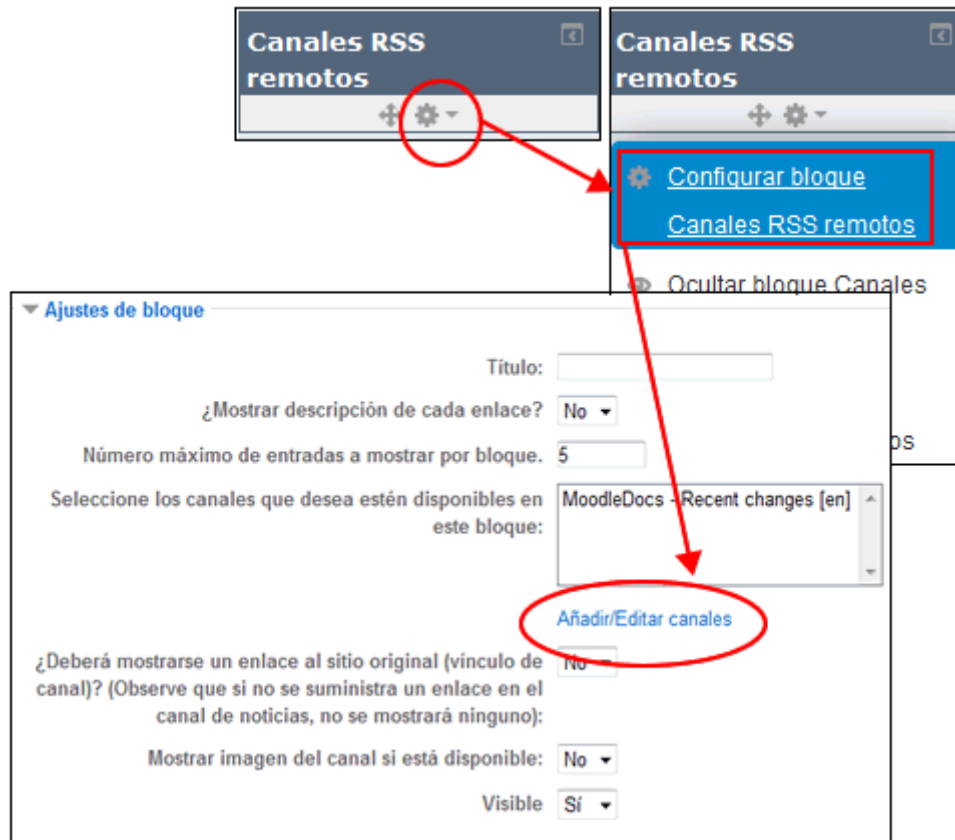 Canales RSS
remotos
Canales RSS
remotos
Configurar bloque
Canales RSS remotos
Ocultar bloque Canales
os
Ajustes de bloque
Título:
¿Mostrar descripción de cada enlace? No
Número máximo de entradas a mostrar por bloque. 5
Seleccione los canales que desea estén disponibles en
este bloque:
MoodleDocs - Recent changes [en]
Añadir/Editar canales
¿Deberá mostrarse un enlace al sitio original (vínculo de
canal)? (Observe que si no se suministra un enlace en el
canal de noticias, no se mostrará ninguno):
No
Mostrar imagen del canal si está disponible: No
Visible Sí